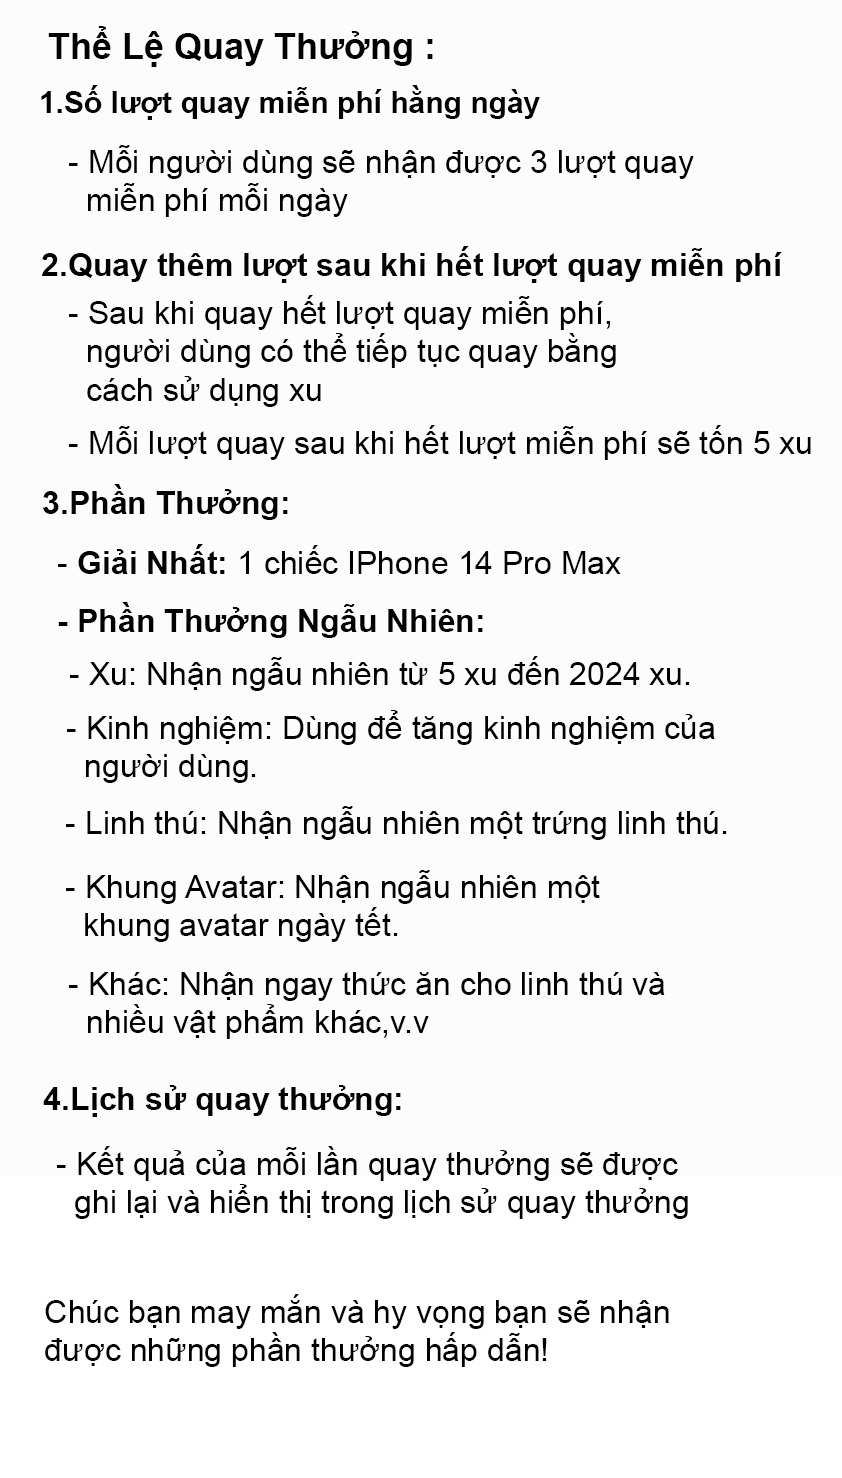 Thể Lệ Quay Thưởng :
1.Số lượt quay miễn phí hằng ngày
- Mỗi người dùng sẽ nhận được 3 lượt quay
miễn phí mỗi ngày
2.Quay thêm lượt sau khi hết lượt quay miễn phí
- Sau khi quay hết lượt quay miễn phí,
người dùng có thể tiếp tục quay bằng
cách sử dụng xu
- Mỗi lượt quay sau khi hết lượt miễn phí sẽ tốn 5 xu
3.Phần Thưởng:
- Giải Nhất: 1 chiếc IPhone 14 Pro Max
- Phần Thưởng Ngẫu Nhiên:
- Xu: Nhận ngẫu nhiên từ 5 xu đến 2024 xu.
- Kinh nghiệm: Dùng để tăng kinh nghiệm của
người dùng.
- Linh thú: Nhận ngẫu nhiên một trứng linh thú.
- Khung Avatar: Nhận ngẫu nhiên một
khung avatar ngày tết.
- Khác: Nhận ngay thức ăn cho linh thú và
nhiều vật phẩm khác,v.v
4.Lịch sử quay thưởng:
- Kết quả của mỗi lần quay thưởng sẽ được
ghi lại và hiển thị trong lịch sử quay thưởng
Chúc bạn may mắn và hy vọng bạn sẽ nhận
được những phần thưởng hấp dẫn!